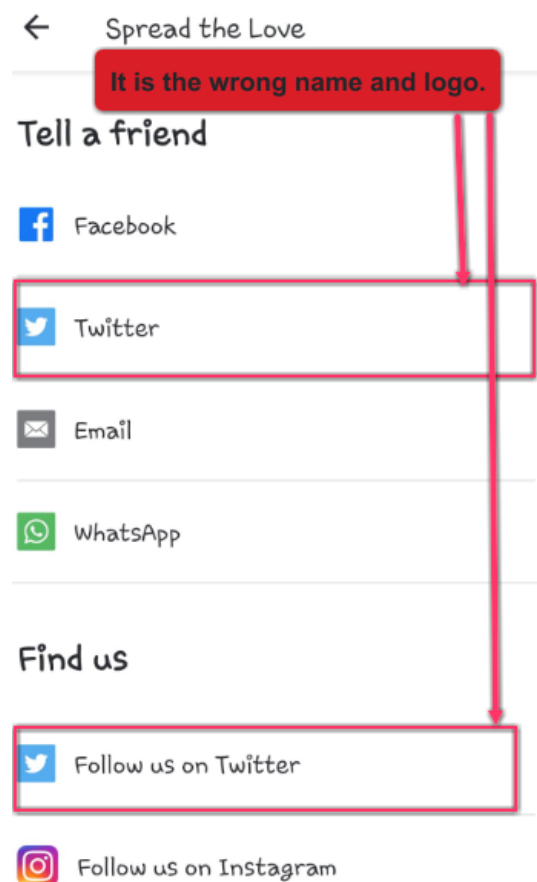 Spread the Love
It is the wrong name and logo.
Tell a friend
Facebook
Twitter
Email
WhatsApp
Find us
Follow us on Twitter
Follow us on Instagram